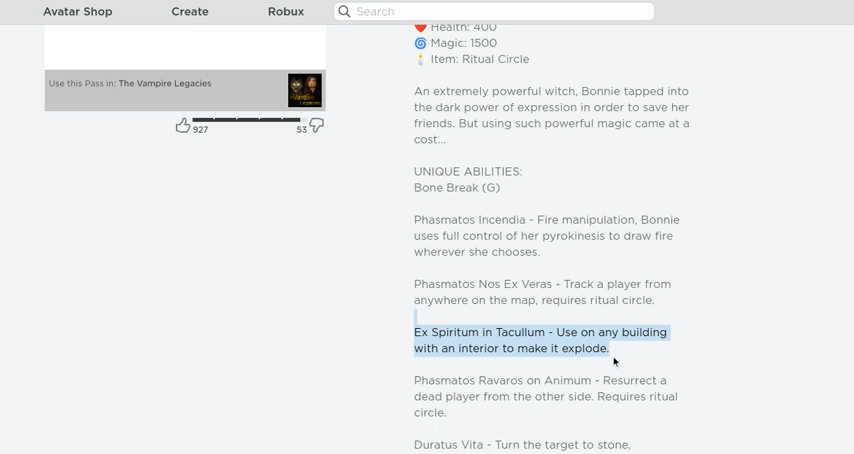 Avatar Shop Create Robux Search
Health: 400
Magic: 1500
Item: Ritual Circle
Use this Pass in: The Vampire Legacies
An extremely powerful witch, Bonnie tapped into
the dark power of expression in order to save her
friends. But using such powerful magic came at a
cost...
927 53
UNIQUE ABILITIES:
Bone Break (G)
Phasmatos Incendia - Fire manipulation, Bonnie
uses full control of her pyrokinesis to draw fire
wherever she chooses.
Phasmatos Nos Ex Veras - Track a player from
anywhere on the map, requires ritual circle.
Ex Spiritum in Tacullum - Use on any building
with an interior to make it explode.
Phasmatos Ravaros on Animum - Resurrect a
dead player from the other side. Requires ritual
circle.
Duratus Vita - Turn the target to stone,